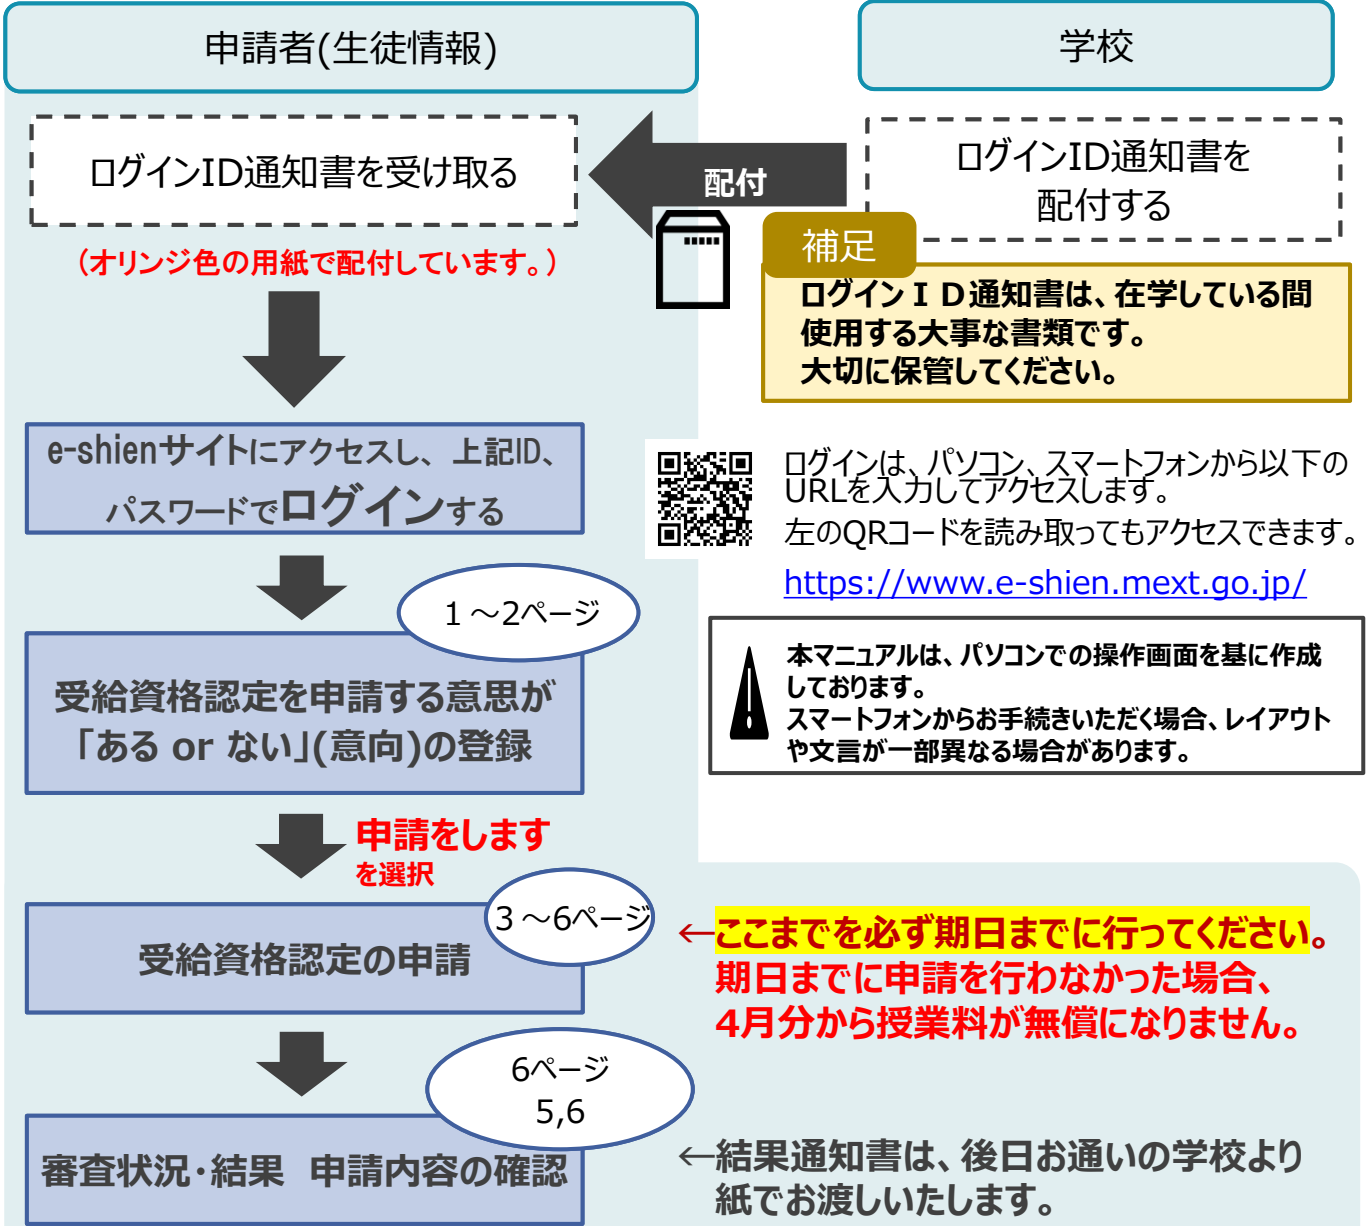 申請者(生徒情報)
学校
ログインID通知書を受け取る
配付
ログインID通知書を
配付する
（オリンジ色の用紙で配付しています。）
補足
ログインＩＤ通知書は、在学している間
使用する大事な書類です。
大切に保管してください。
e-shienサイトにアクセスし、上記ID、
パスワードでログインする
ログインは、パソコン、スマートフォンから以下の
URLを入力してアクセスします。
左のQRコードを読み取ってもアクセスできます。
https://www.e-shien.mext.go.jp/
１～2ページ
受給資格認定を申請する意思が
「ある or ない」(意向)の登録
本マニュアルは、パソコンでの操作画面を基に作成
しております。
スマートフォンからお手続きいただく場合、レイアウト
や文言が一部異なる場合があります。
申請をします
を選択
3～6ページ
受給資格認定の申請
←ここまでを必ず期日までに行ってください。
期日までに申請を行わなかった場合、
4月分から授業料が無償になりません。
6ページ
5,6
審査状況・結果 申請内容の確認
←結果通知書は、後日お通いの学校より
紙でお渡しいたします。